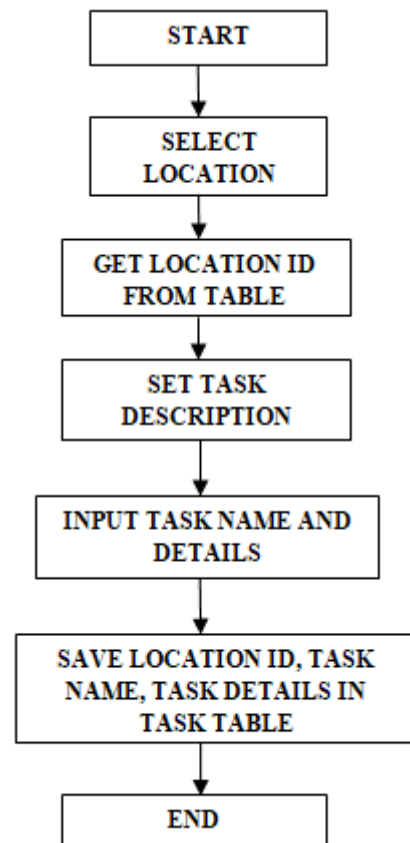 START
SELECT
LOCATION
GET LOCATION ID
FROM TABLE
SET TASK
DESCRIPTION
INPUT TASK NAME AND
DETAILS
SAVE LOCATION ID, TASK
NAME, TASK DETAILS IN
TASK TABLE
END